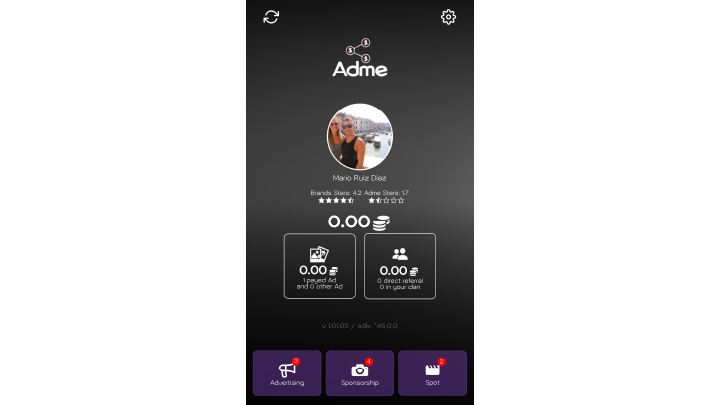 $
$
$
Adme
Mario Ruiz Diaz
Brands Stars: 4.2 Adme Stars: 1.7
0.00
0.00
1 payed Ad
and 0 other Ad
0.00
0 direct referral
0 in your clan
v 1.01.05 / sdk: ^46.0.0
3
Advertising
4
Sponsorship
2
Spot